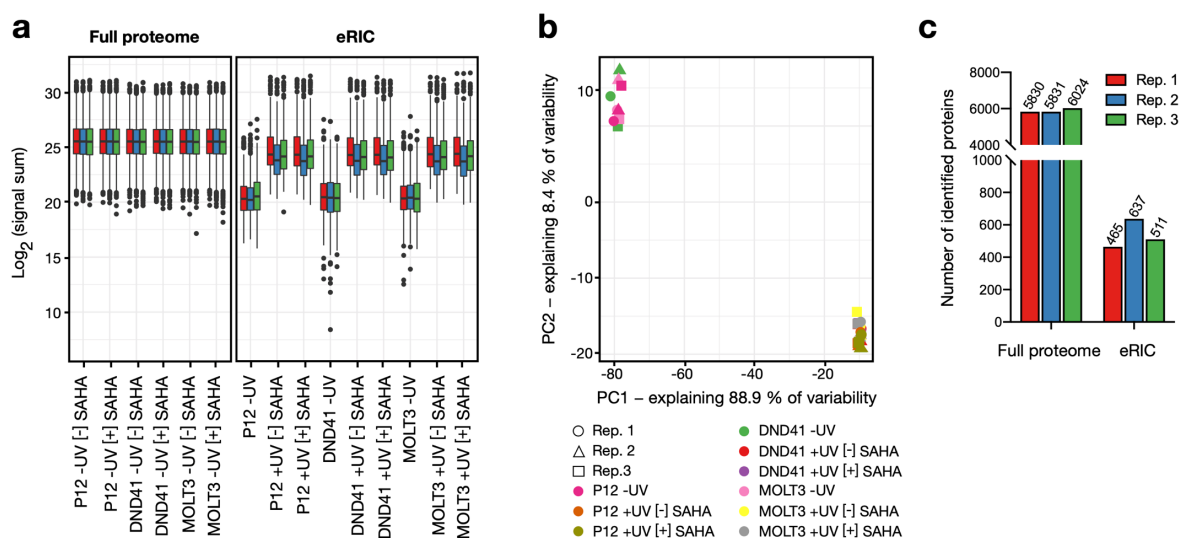 a
Full proteome
eRIC
Log2 (signal sum)
30
25
20
15
10
P12 -UV [-] SAHA
P12 -UV [+] SAHA
DND41 -UV [-] SAHA
DND41 -UV [+] SAHA
MOLT3 -UV [-] SAHA
MOLT3 -UV [+] SAHA
P12 -UV
P12 +UV [-] SAHA
P12 +UV [+] SAHA
DND41 -UV
DND41 +UV [-] SAHA
DND41 +UV [+] SAHA
MOLT3 -UV
MOLT3 +UV [-] SAHA
MOLT3 +UV [+] SAHA
b
PC2 – explaining 8.4 % of variability
10
0
-10
-20
-80
-60
-40
-20
PC1 – explaining 88.9 % of variability
Rep. 1
Rep. 2
Rep.3
P12 -UV
P12 +UV [-] SAHA
P12 +UV [+] SAHA
DND41 -UV
DND41 +UV [-] SAHA
DND41 +UV [+] SAHA
MOLT3 -UV
MOLT3 +UV [-] SAHA
MOLT3 +UV [+] SAHA
c
Number of identified proteins
8000
6000
4000
1000
800
600
400
200
0
5830
5831
6024
465
637
511
Full proteome
eRIC
Rep. 1
Rep. 2
Rep. 3